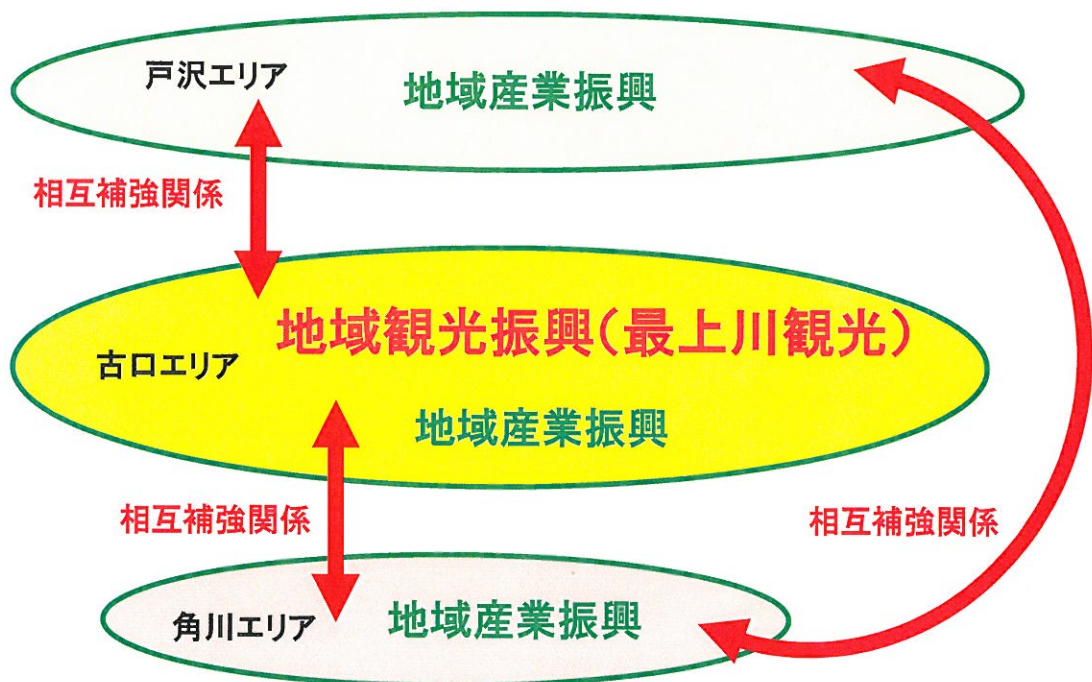 戸沢エリア
地域産業振興
相互補強関係
地域観光振興（最上川観光）
古口エリア
地域産業振興
相互補強関係
相互補強関係
角川エリア
地域産業振興